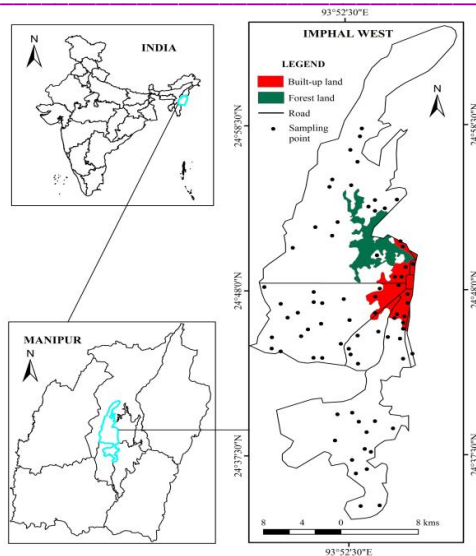 N
INDIA
MANIPUR
N
93°52'30"E
IMPHAL WEST
LEGEND
Built-up land
Forest land
Road
Sampling
point
N
24°58'30"N
24°58'30"N
24°48'0"N
24°48'0"N
24°37'30"N
24°37'30"N
8 4 0 8 kms
93°52'30"E